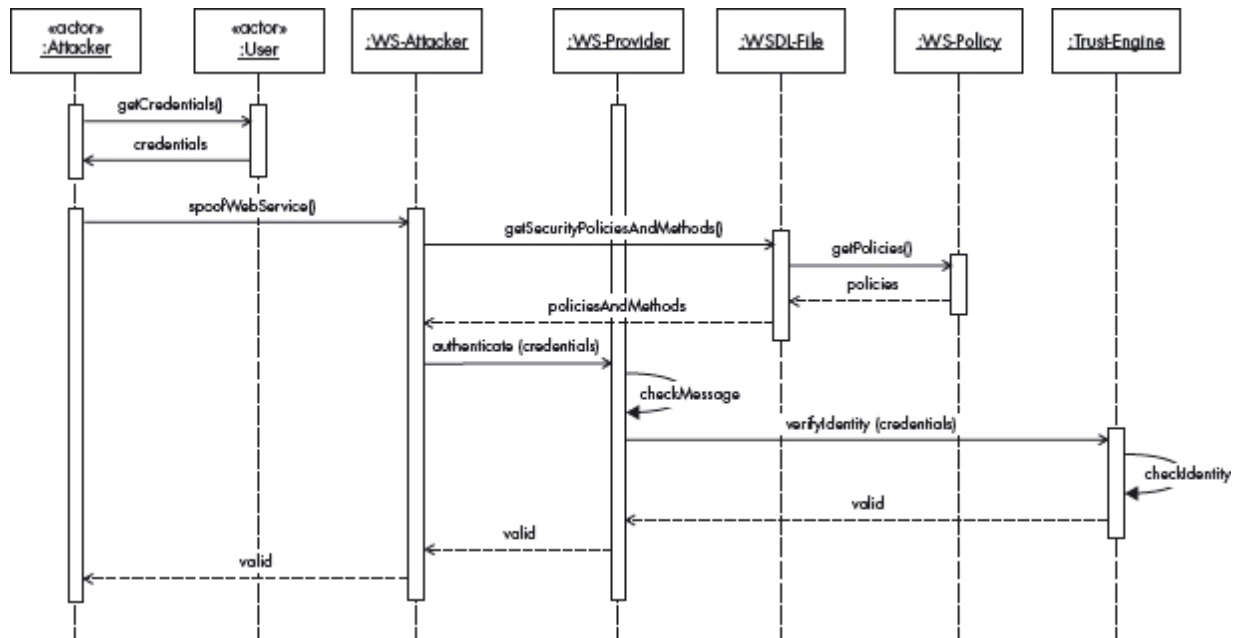 «actor»
:Attacker
«actor»
:User
:WS-Attacker
:WS-Provider
:WSDL-File
:WS-Policy
:Trust-Engine
getCredentials()
credentials
spoofWebService()
getSecurityPoliciesAndMethods()
getPolicies()
policies
policiesAndMethods
authenticate (credentials)
checkMessage
verifyIdentity (credentials)
checkIdentity
valid
valid
valid